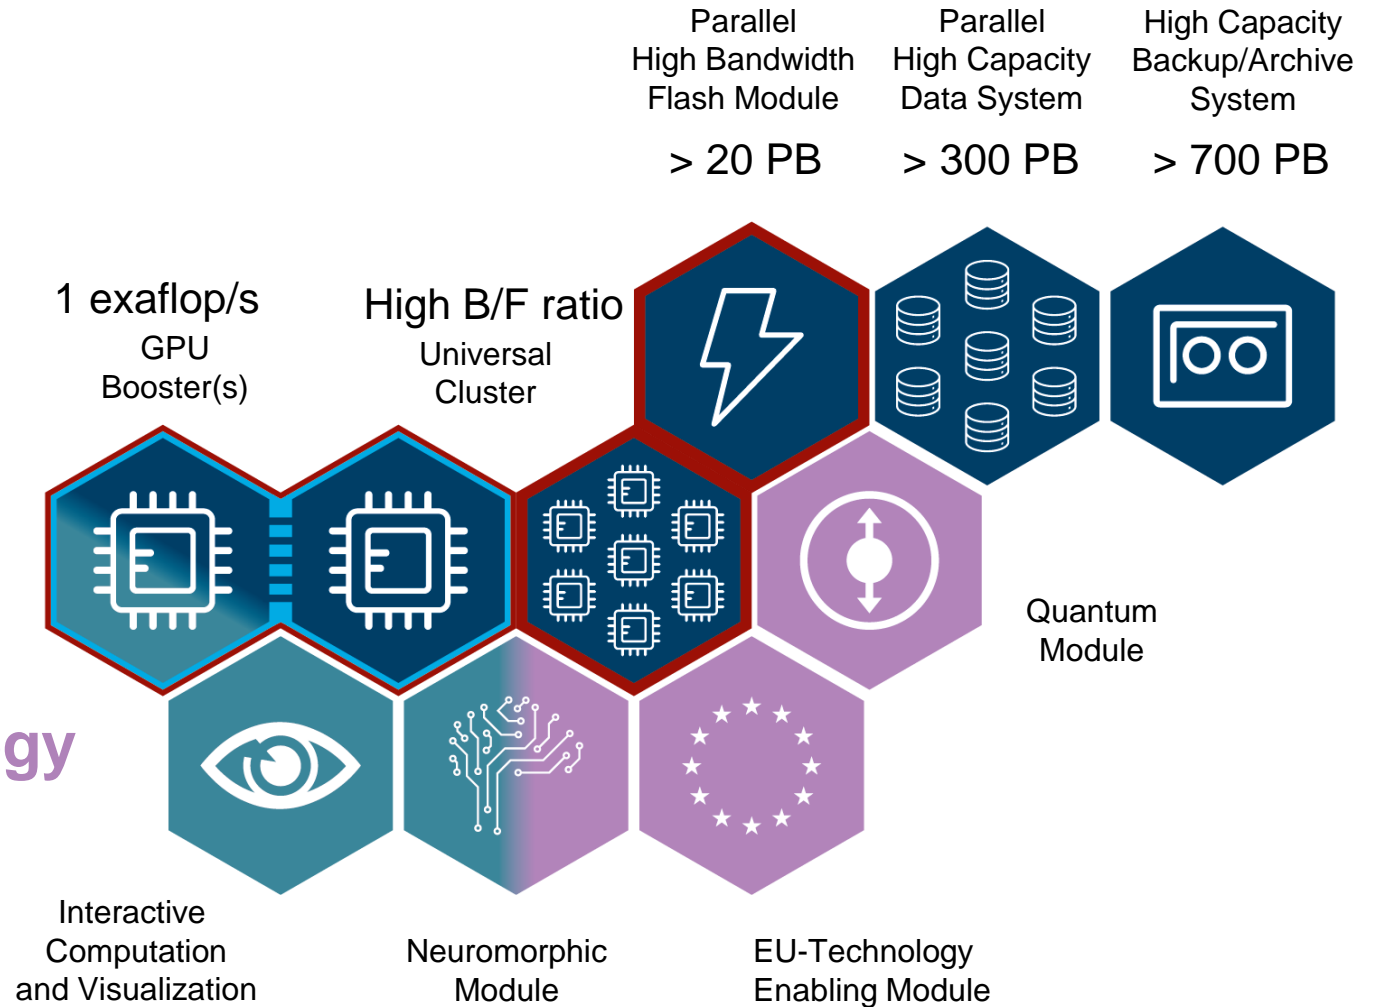 Parallel
High Bandwidth
Flash Module
> 20 PB
Parallel
High Capacity
Data System
> 300 PB
High Capacity
Backup/Archive
System
> 700 PB
1 exaflop/s
GPU
Booster(s)
High B/F ratio
Universal
Cluster
Quantum
Module
gy
Interactive
Computation
and Visualization
Neuromorphic
Module
EU-Technology
Enabling Module